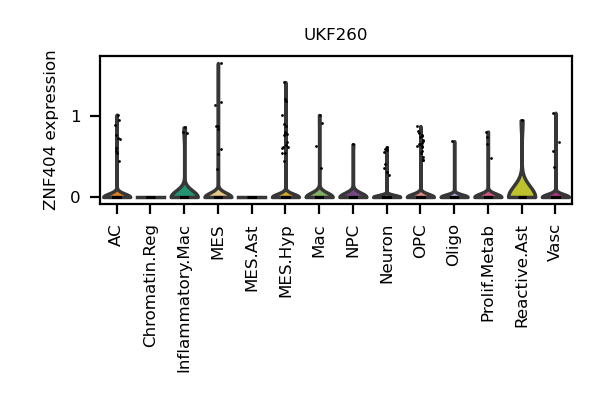 UKF260
ZNF404 expression
1
0
AC
Chromatin.Reg
Inflammatory.Mac
MES
MES.Ast
MES.Hyp
Mac
NPC
Neuron
OPC
Oligo
Prolif.Metab
Reactive.Ast
Vasc